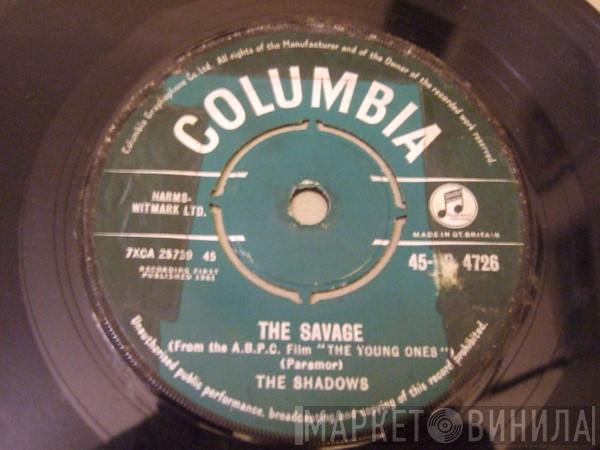 Columbia Graphophone Co. Ltd. All rights of the Manufacturer and of the Owner of the recorded work reserved
COLUMBIA
HARMS-
WITMARK LTD.
MADE IN GT. BRITAIN
7XCA 25739 45
RECORDING FIRST
PUBLISHED 1961
45- 4726
THE SAVAGE
(From the A.B.P.C. Film "THE YOUNG ONES")
(Paramor)
THE SHADOWS
Unauthorised public performance, broadcasting and copying of this record prohibited.
МАРКЕТ ВИНИЛА